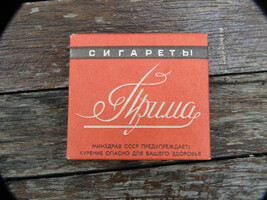 СИГАРЕТЫ
Прима
МИНЗДРАВ СССР ПРЕДУПРЕЖДАЕТ:
КУРЕНИЕ ОПАСНО ДЛЯ ВАШЕГО ЗДОРОВЬЯ